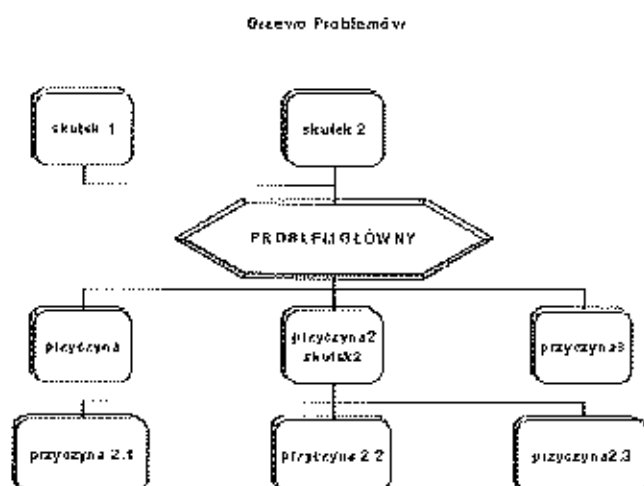 Drzewo Problemów
skutek 1
skutek 2
PROBLEM GŁÓWNY
przyczyna
przyczyna2
skutek2
przyczyna3
przyczyna 2.1
przyczyna 2.2
przyczyna2.3